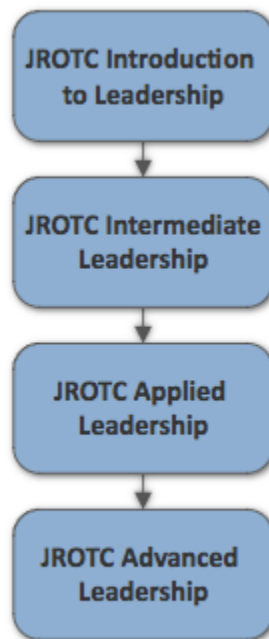 JROTC Introduction
to Leadership
JROTC Intermediate
Leadership
JROTC Applied
Leadership
JROTC Advanced
Leadership